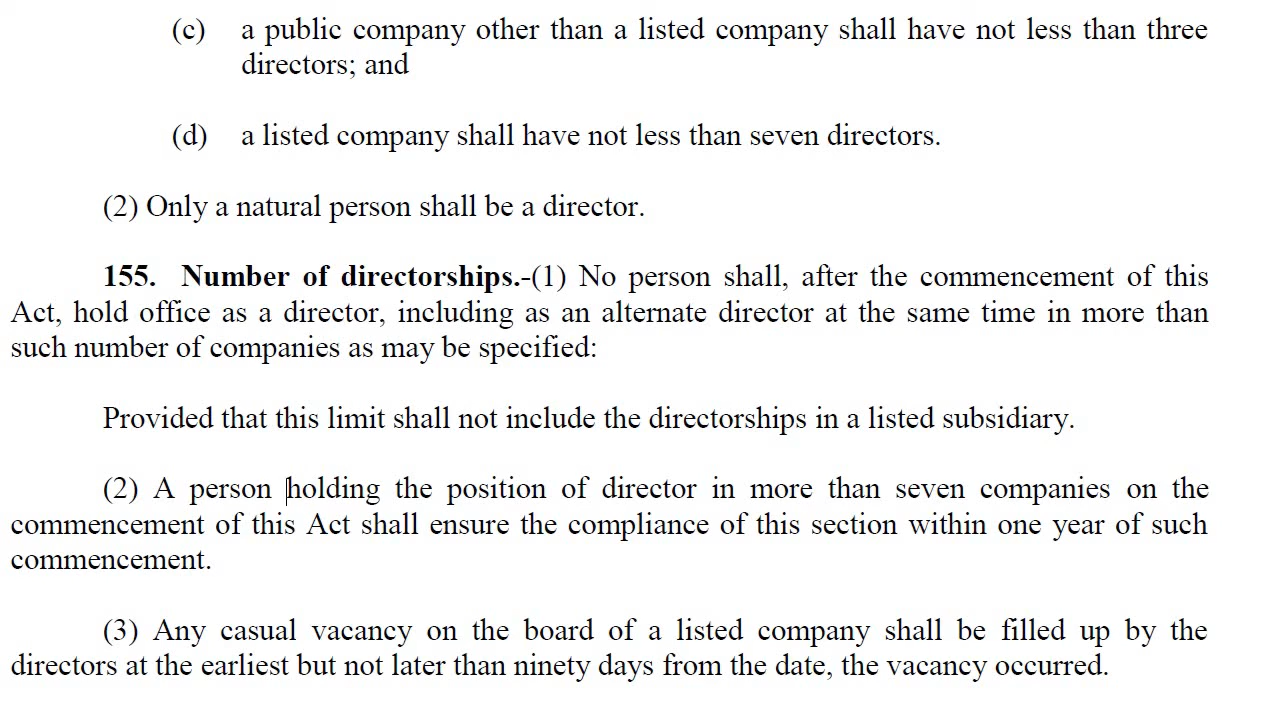 (c) a public company other than a listed company shall have not less than three
directors; and
(d) a listed company shall have not less than seven directors.
(2) Only a natural person shall be a director.
155. Number of directorships.-(1) No person shall, after the commencement of this
Act, hold office as a director, including as an alternate director at the same time in more than
such number of companies as may be specified:
Provided that this limit shall not include the directorships in a listed subsidiary.
(2) A person holding the position of director in more than seven companies on the
commencement of this Act shall ensure the compliance of this section within one year of such
commencement.
(3) Any casual vacancy on the board of a listed company shall be filled up by the
directors at the earliest but not later than ninety days from the date, the vacancy occurred.